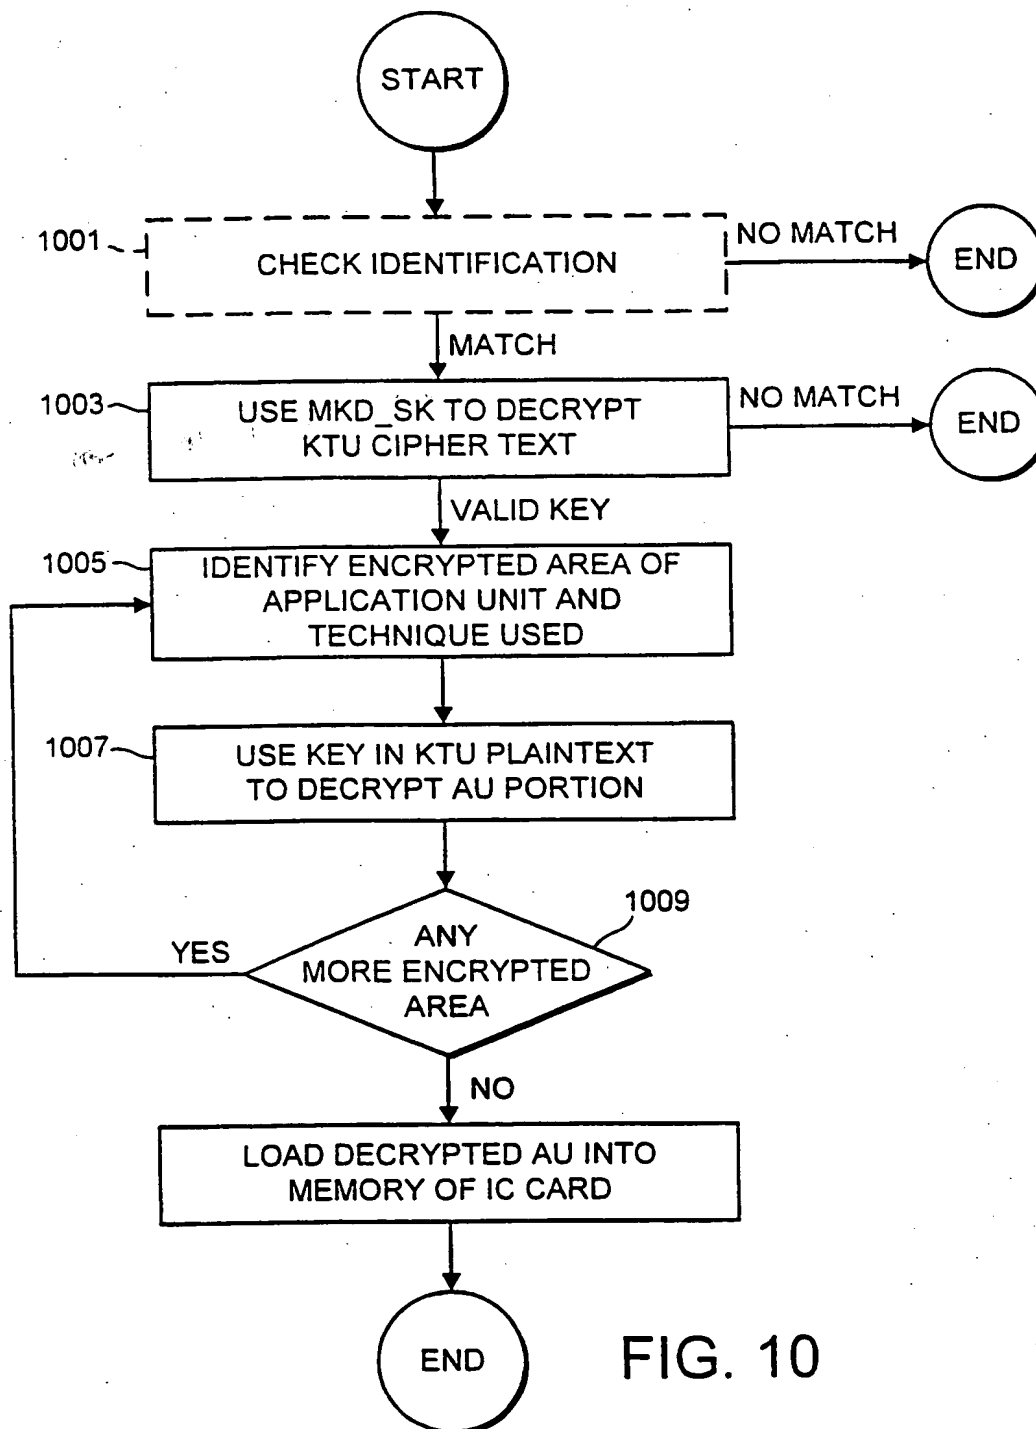 START
1001
CHECK IDENTIFICATION
NO MATCH
END
MATCH
1003
USE MKD_SK TO DECRYPT
KTU CIPHER TEXT
NO MATCH
END
VALID KEY
1005
IDENTIFY ENCRYPTED AREA OF
APPLICATION UNIT AND
TECHNIQUE USED
1007
USE KEY IN KTU PLAINTEXT
TO DECRYPT AU PORTION
1009
ANY
MORE ENCRYPTED
AREA
YES
NO
LOAD DECRYPTED AU INTO
MEMORY OF IC CARD
END
FIG. 10